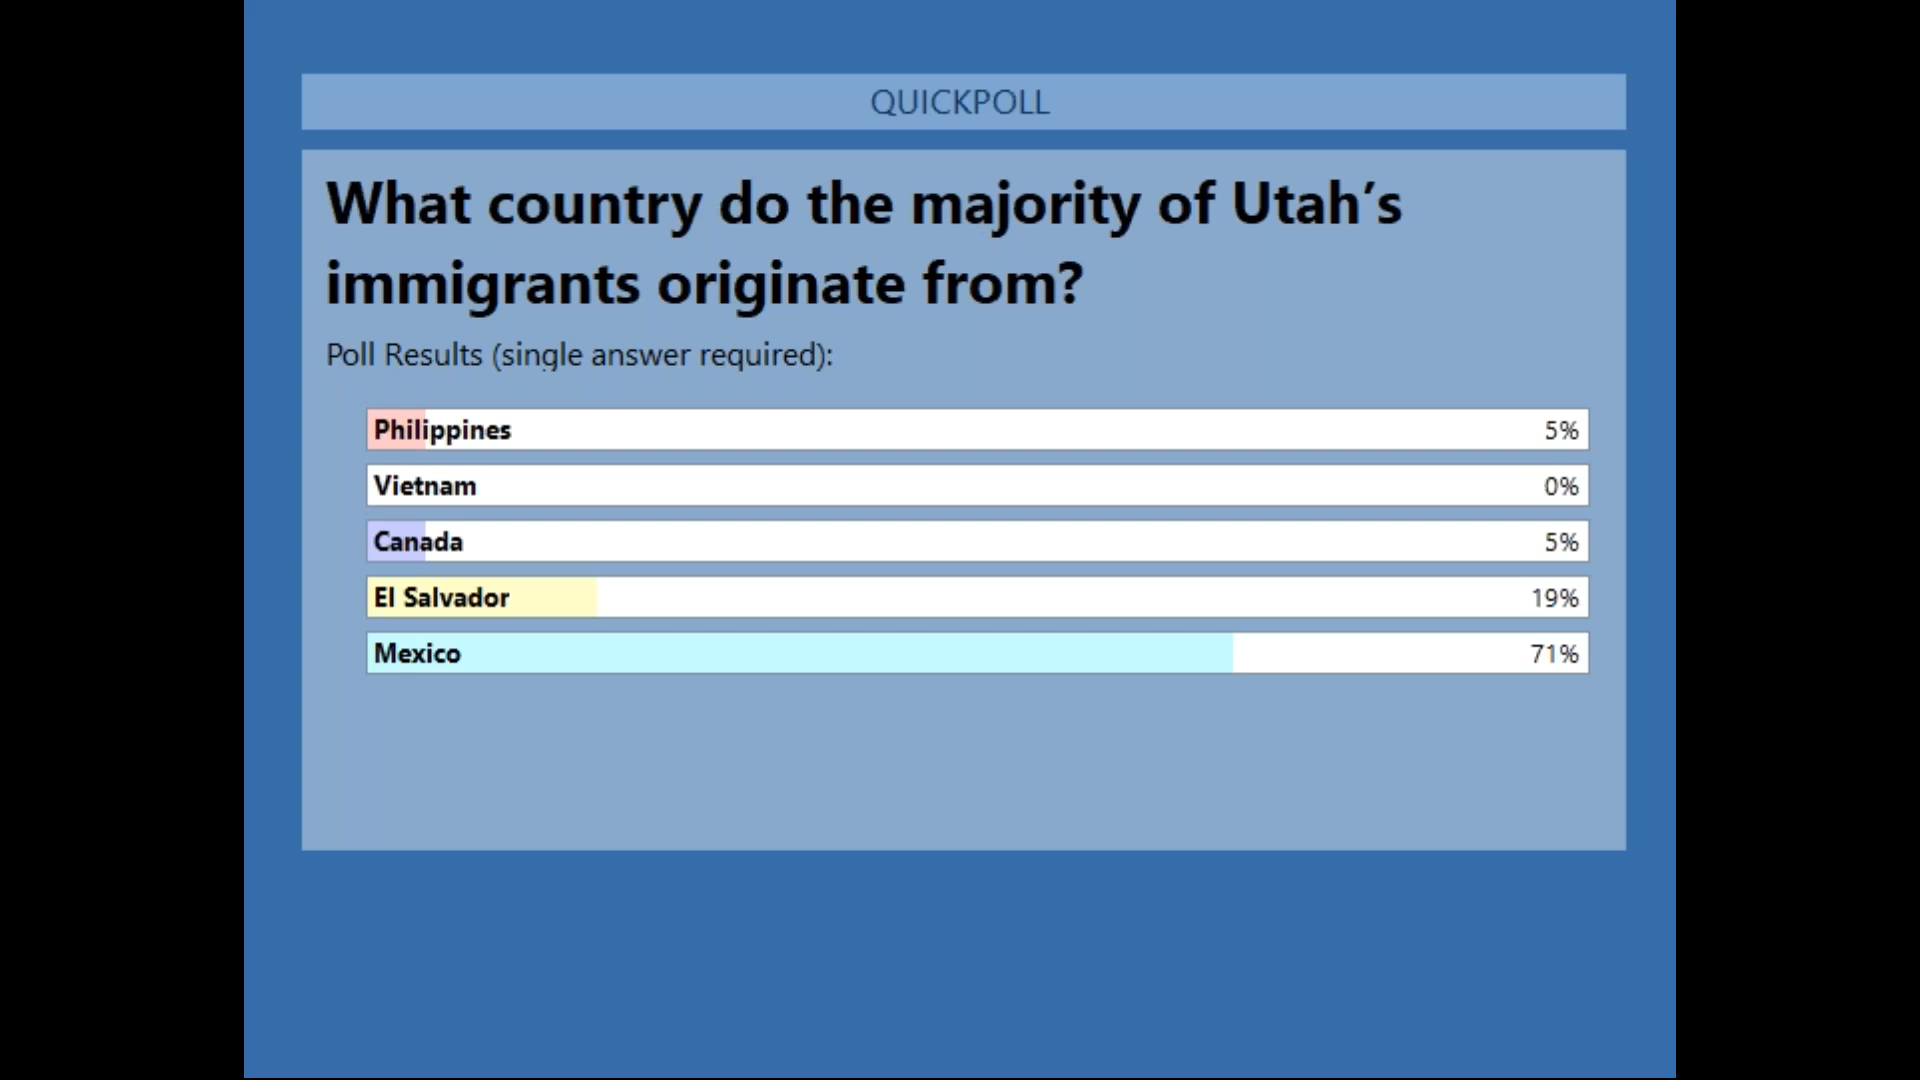 QUICKPOLL
What country do the majority of Utah’s
immigrants originate from?
Poll Results (single answer required):
Philippines 5%
Vietnam 0%
Canada 5%
El Salvador 19%
Mexico 71%